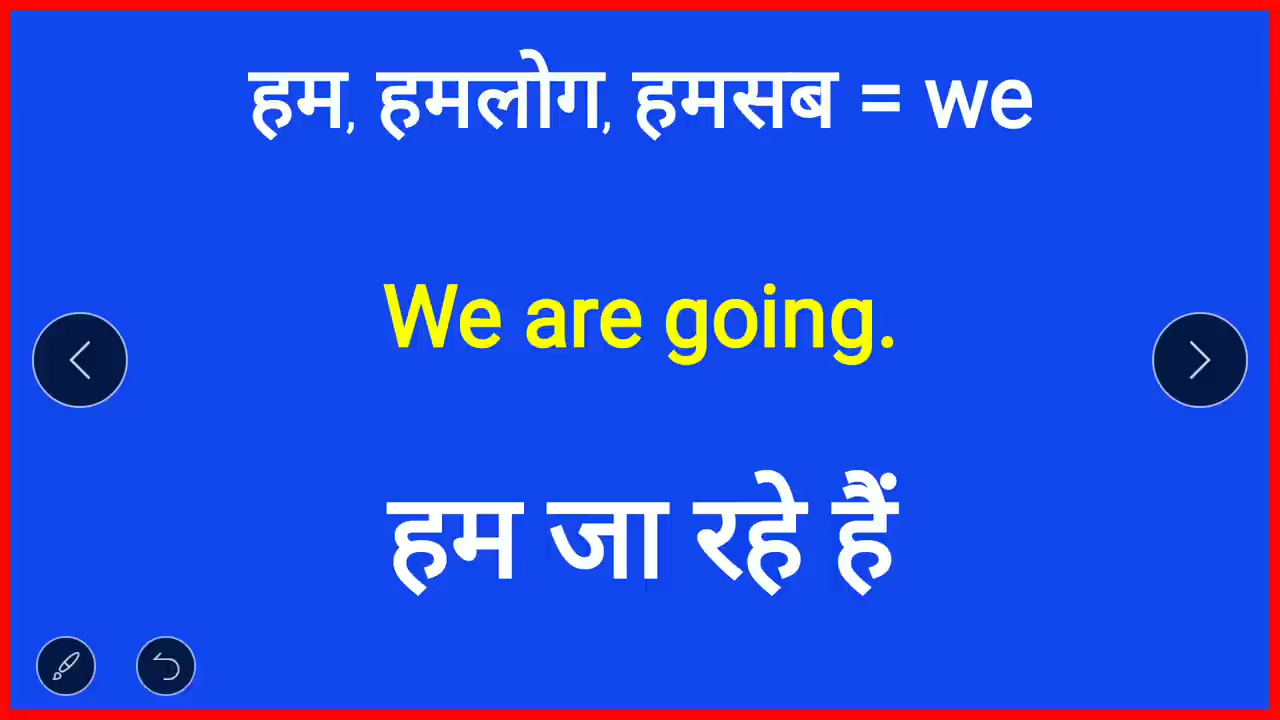 हम, हमलोग, हमसब = we
We are going.
हम जा रहे हैं